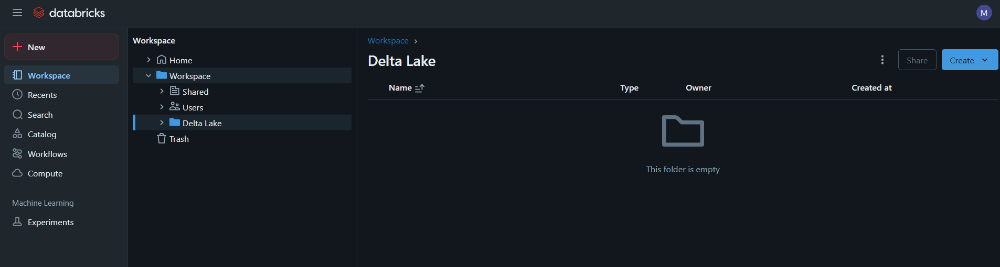 databricks
M
New
Workspace
Recents
Search
Catalog
Workflows
Compute
Machine Learning
Experiments
Workspace
Home
Workspace
Shared
Users
Delta Lake
Trash
Workspace
Delta Lake
Share
Create
Name Type Owner Created at
This folder is empty